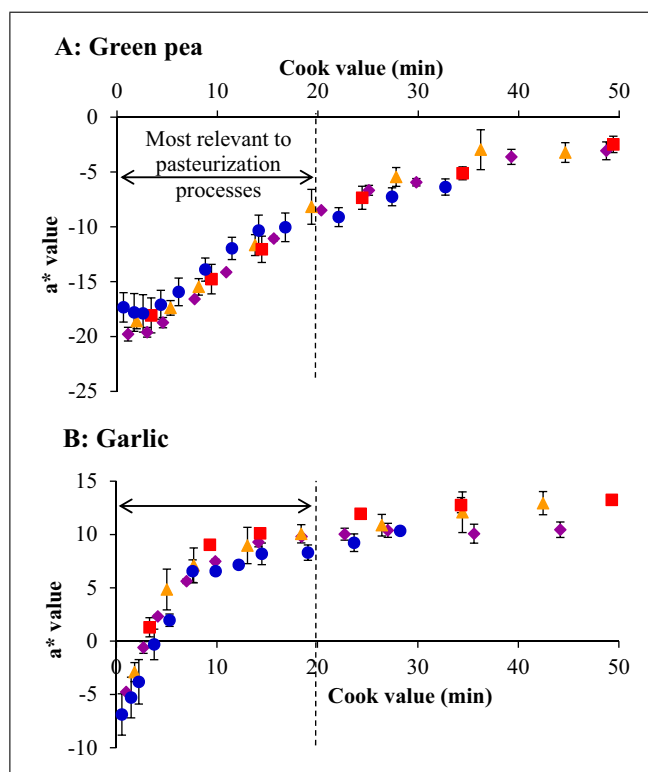 A: Green pea
Cook value (min)
0 10 20 30 40 50
0
Most relevant to
pasteurization
processes
-5
-10
-15
-20
-25
a* value
B: Garlic
15
10
5
0
-5
-10
a* value
0 10 20 30 40 50
Cook value (min)